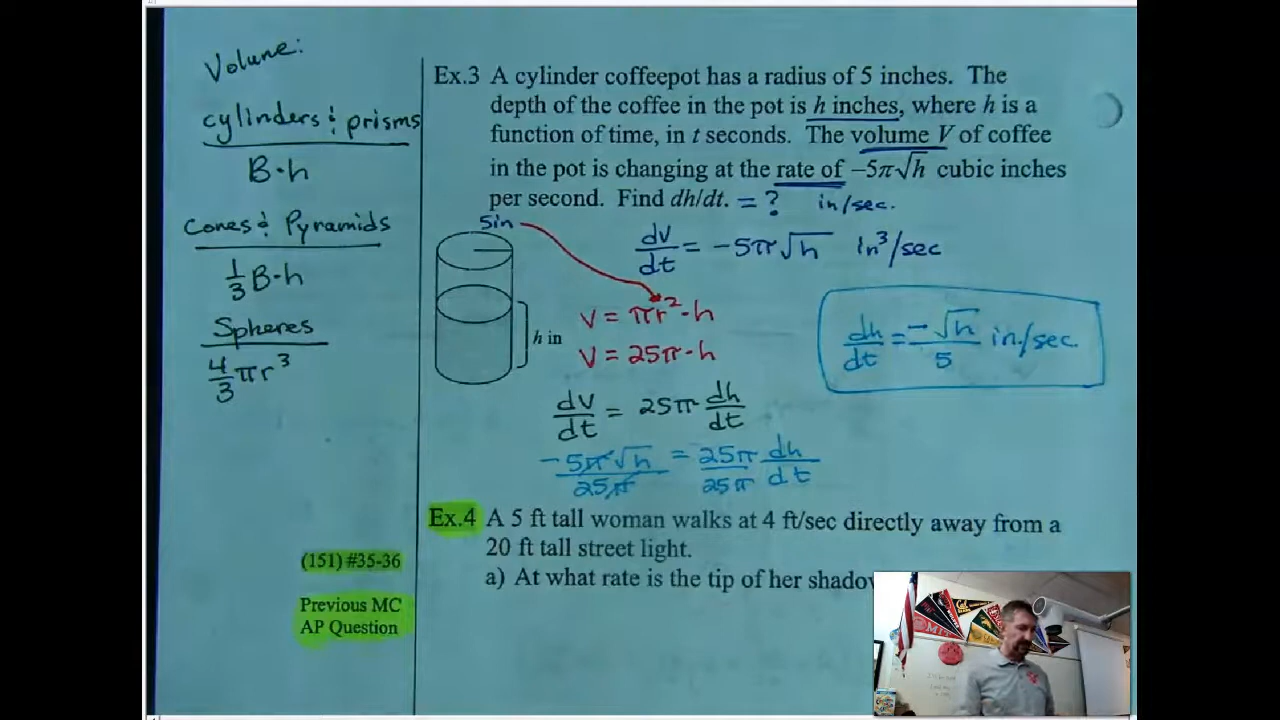 Volume:
cylinders & prisms
B·h
Cones & Pyramids
1/3 B·h
Spheres
4/3 πr³
(151) #35-36
Previous MC
AP Question
Ex.3 A cylinder coffeepot has a radius of 5 inches. The
depth of the coffee in the pot is h inches, where h is a
function of time, in t seconds. The volume V of coffee
in the pot is changing at the rate of −5π√h cubic inches
per second. Find dh/dt. = ? in/sec.
5in
dV/dt = -5π√h in³/sec
V = πr²·h
h in
V = 25π·h
dh/dt = -√h/5 in./sec
dV/dt = 25π dh/dt
-5π√h/25π = 25π/25π dh/dt
Ex.4 A 5 ft tall woman walks at 4 ft/sec directly away from a
20 ft tall street light.
a) At what rate is the tip of her shadow
MIT
Cal